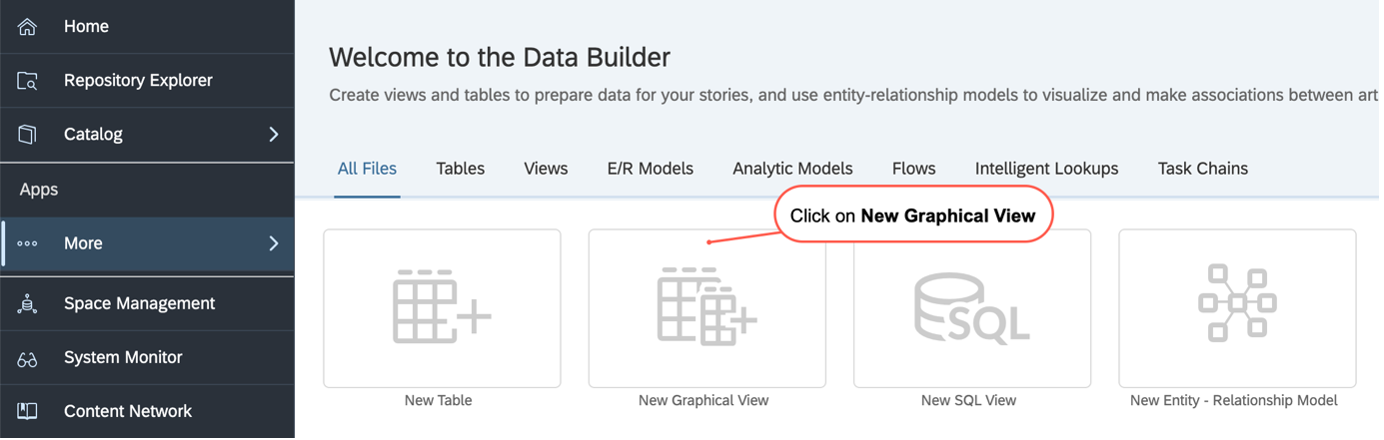 Home
Repository Explorer
Catalog
Apps
More
Space Management
System Monitor
Content Network
Welcome to the Data Builder
Create views and tables to prepare data for your stories, and use entity-relationship models to visualize and make associations between art
All Files Tables Views E/R Models Analytic Models Flows Intelligent Lookups Task Chains
Click on New Graphical View
SQL
New Table New Graphical View New SQL View New Entity - Relationship Model